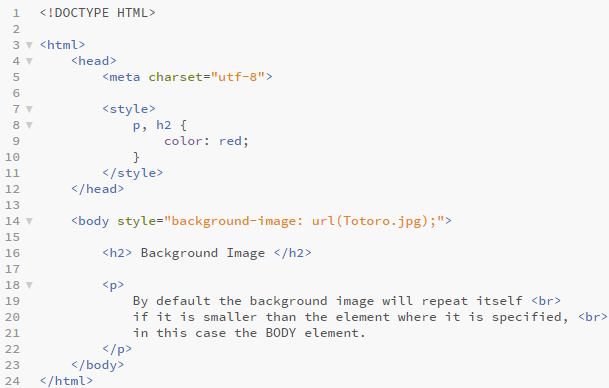 1 <!DOCTYPE HTML>
2
3 <html>
4 <head>
5 <meta charset="utf-8">
6
7 <style>
8 p, h2 {
9 color: red;
10 }
11 </style>
12 </head>
13
14 <body style="background-image: url(Totoro.jpg);">
15
16 <h2> Background Image </h2>
17
18 <p>
19 By default the background image will repeat itself <br>
20 if it is smaller than the element where it is specified, <br>
21 in this case the BODY element.
22 </p>
23 </body>
24 </html>